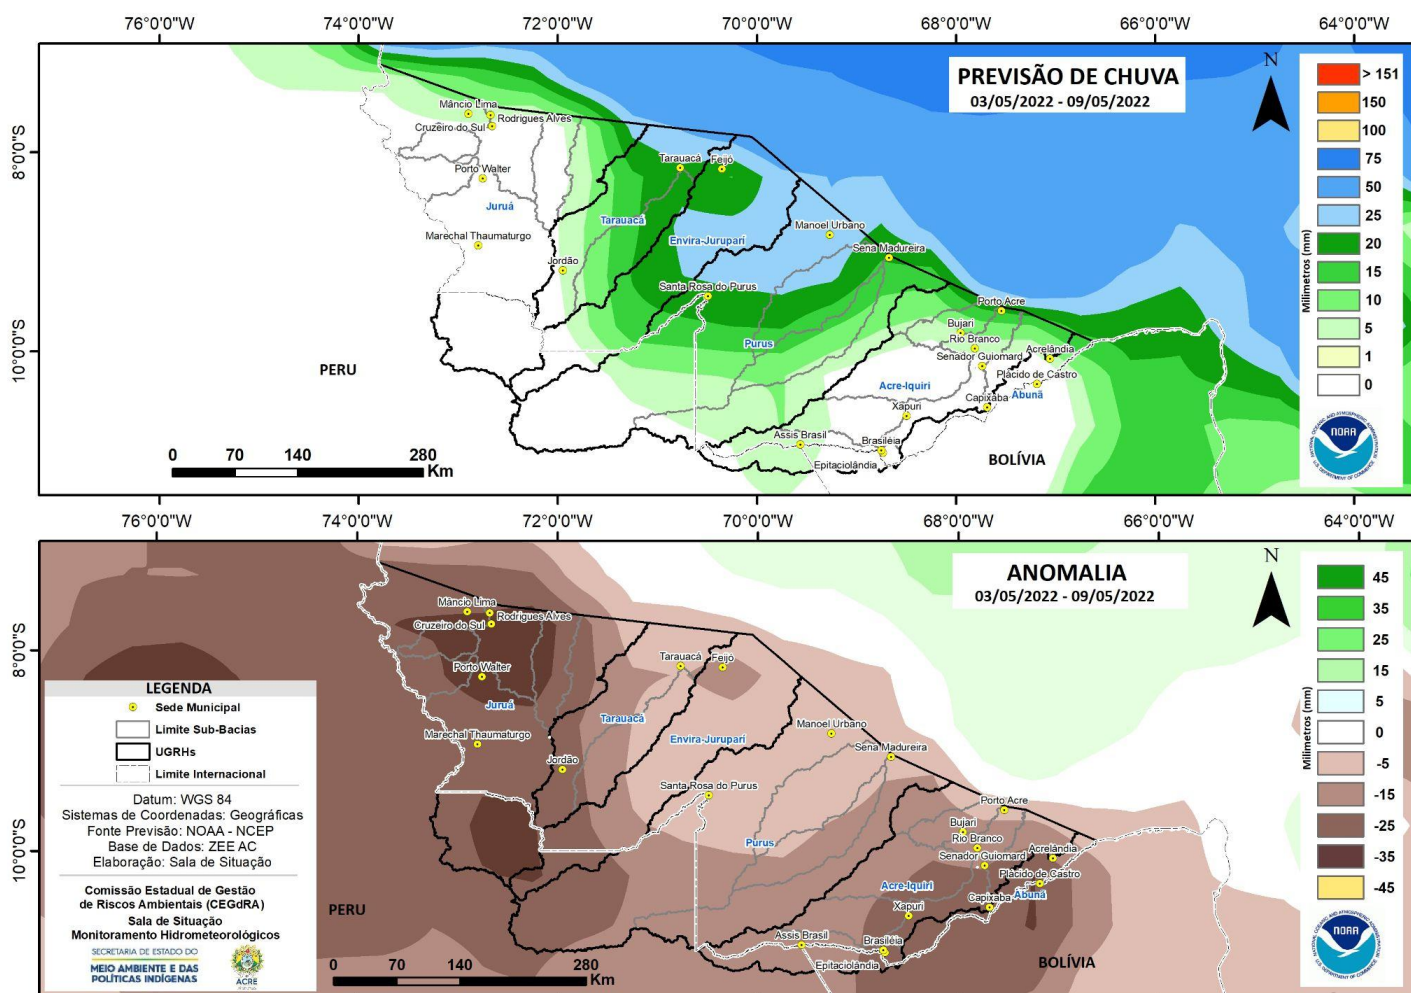 76°0'0"W 74°0'0"W 72°0'0"W 70°0'0"W 68°0'0"W 66°0'0"W 64°0'0"W
8°0'0"S
10°0'0"S
PREVISÃO DE CHUVA
03/05/2022 - 09/05/2022
N
Milímetros (mm)
> 151
150
100
75
50
25
20
15
10
5
1
0
NOAA
Mâncio Lima
Rodrigues Alves
Cruzeiro do Sul
Porto Walter
Juruá
Marechal Thaumaturgo
Jordão
Tarauacá
Feijó
Tarauacá
Envira-Jurupari
Manoel Urbano
Sena Madureira
Santa Rosa do Purus
Purus
Porto Acre
Bujari
Rio Branco
Senador Guiomard
Acrelândia
Plácido de Castro
Acre-Iquiri
Abunã
Capixaba
Xapuri
Assis Brasil
Brasiléia
Epitaciolândia
PERU
BOLÍVIA
0 70 140 280
Km
76°0'0"W 74°0'0"W 72°0'0"W 70°0'0"W 68°0'0"W 66°0'0"W 64°0'0"W
8°0'0"S
10°0'0"S
ANOMALIA
03/05/2022 - 09/05/2022
N
Milímetros (mm)
45
35
25
15
5
0
-5
-15
-25
-35
-45
NOAA
Mâncio Lima
Rodrigues Alves
Cruzeiro do Sul
Porto Walter
Juruá
Marechal Thaumaturgo
Jordão
Tarauacá
Feijó
Tarauacá
Envira-Jurupari
Manoel Urbano
Sena Madureira
Santa Rosa do Purus
Purus
Porto Acre
Bujari
Rio Branco
Senador Guiomard
Acrelândia
Plácido de Castro
Acre-Iquiri
Abunã
Capixaba
Xapuri
Assis Brasil
Brasiléia
Epitaciolândia
PERU
BOLÍVIA
0 70 140 280
Km
LEGENDA
Sede Municipal
Limite Sub-Bacias
UGRHs
Limite Internacional
Datum: WGS 84
Sistemas de Coordenadas: Geográficas
Fonte Previsão: NOAA - NCEP
Base de Dados: ZEE AC
Elaboração: Sala de Situação
Comissão Estadual de Gestão
de Riscos Ambientais (CEGdRA)
Sala de Situação
Monitoramento Hidrometeorológicos
SECRETARIA DE ESTADO DO
MEIO AMBIENTE E DAS
POLÍTICAS INDÍGENAS
ACRE